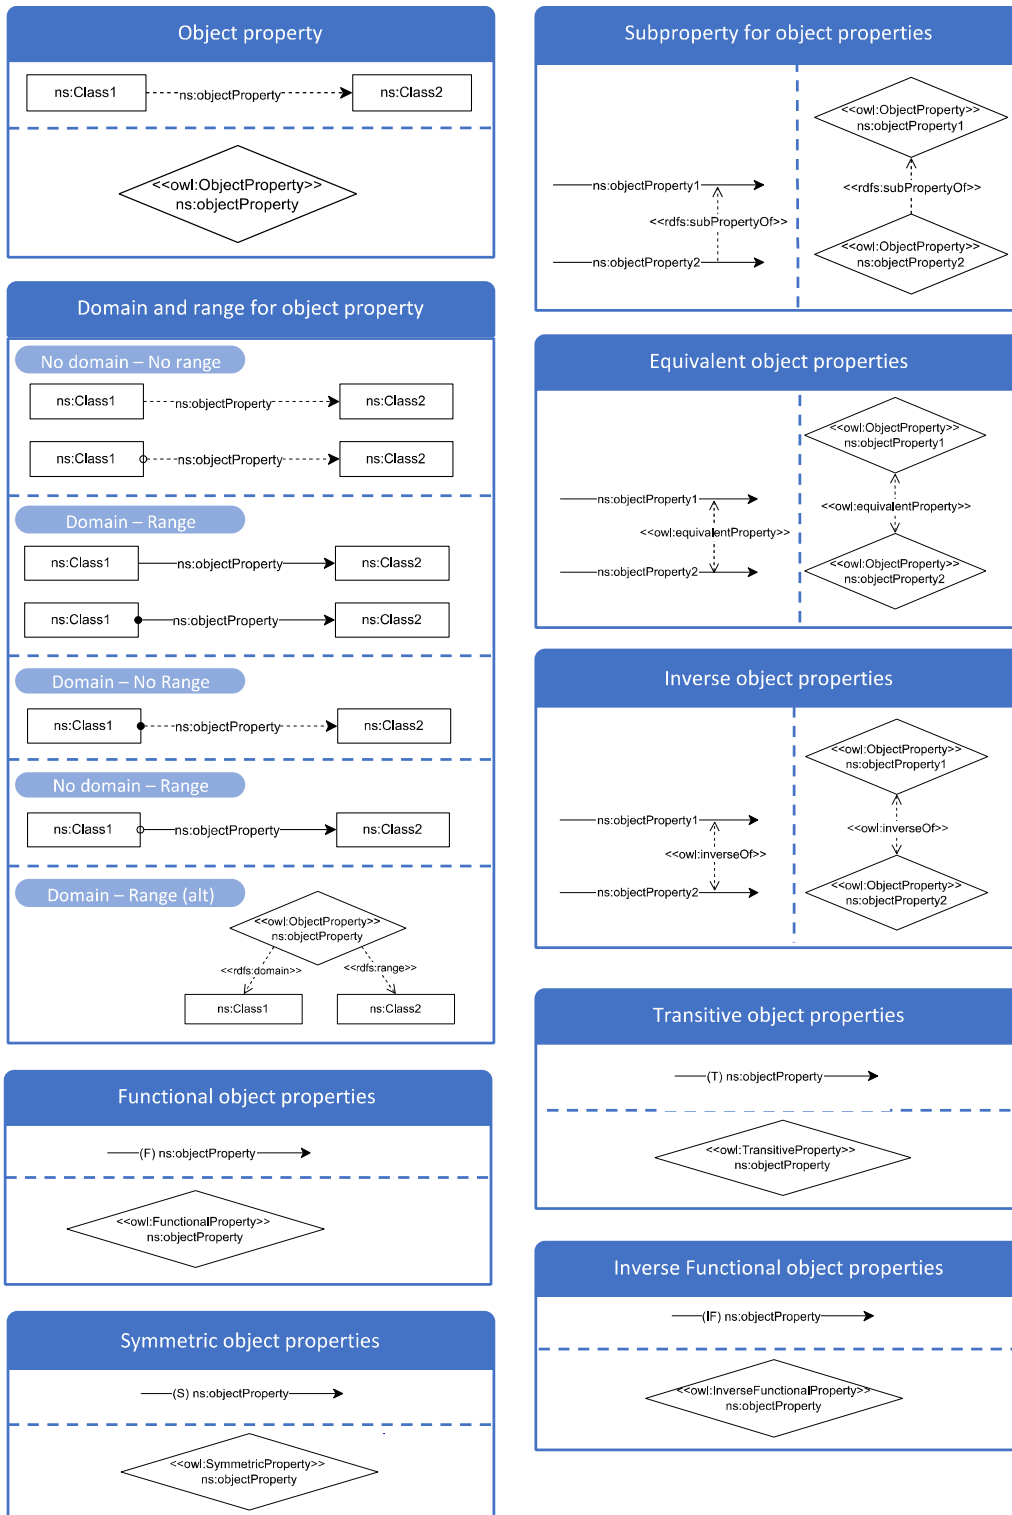 Object property
ns:Class1
ns:objectProperty
ns:Class2
<<owl:ObjectProperty>>
ns:objectProperty
Domain and range for object property
No domain – No range
ns:Class1
ns:objectProperty
ns:Class2
ns:Class1
ns:objectProperty
ns:Class2
Domain – Range
ns:Class1
ns:objectProperty
ns:Class2
ns:Class1
ns:objectProperty
ns:Class2
Domain – No Range
ns:Class1
ns:objectProperty
ns:Class2
No domain – Range
ns:Class1
ns:objectProperty
ns:Class2
Domain – Range (alt)
<<owl:ObjectProperty>>
ns:objectProperty
<<rdfs:domain>>
<<rdfs:range>>
ns:Class1
ns:Class2
Functional object properties
(F) ns:objectProperty
<<owl:FunctionalProperty>>
ns:objectProperty
Symmetric object properties
(S) ns:objectProperty
<<owl:SymmetricProperty>>
ns:objectProperty
Subproperty for object properties
ns:objectProperty1
<<rdfs:subPropertyOf>>
ns:objectProperty2
<<owl:ObjectProperty>>
ns:objectProperty1
<<rdfs:subPropertyOf>>
<<owl:ObjectProperty>>
ns:objectProperty2
Equivalent object properties
ns:objectProperty1
<<owl:equivalentProperty>>
ns:objectProperty2
<<owl:ObjectProperty>>
ns:objectProperty1
<<owl:equivalentProperty>>
<<owl:ObjectProperty>>
ns:objectProperty2
Inverse object properties
ns:objectProperty1
<<owl:inverseOf>>
ns:objectProperty2
<<owl:ObjectProperty>>
ns:objectProperty1
<<owl:inverseOf>>
<<owl:ObjectProperty>>
ns:objectProperty2
Transitive object properties
(T) ns:objectProperty
<<owl:TransitiveProperty>>
ns:objectProperty
Inverse Functional object properties
(IF) ns:objectProperty
<<owl:InverseFunctionalProperty>>
ns:objectProperty